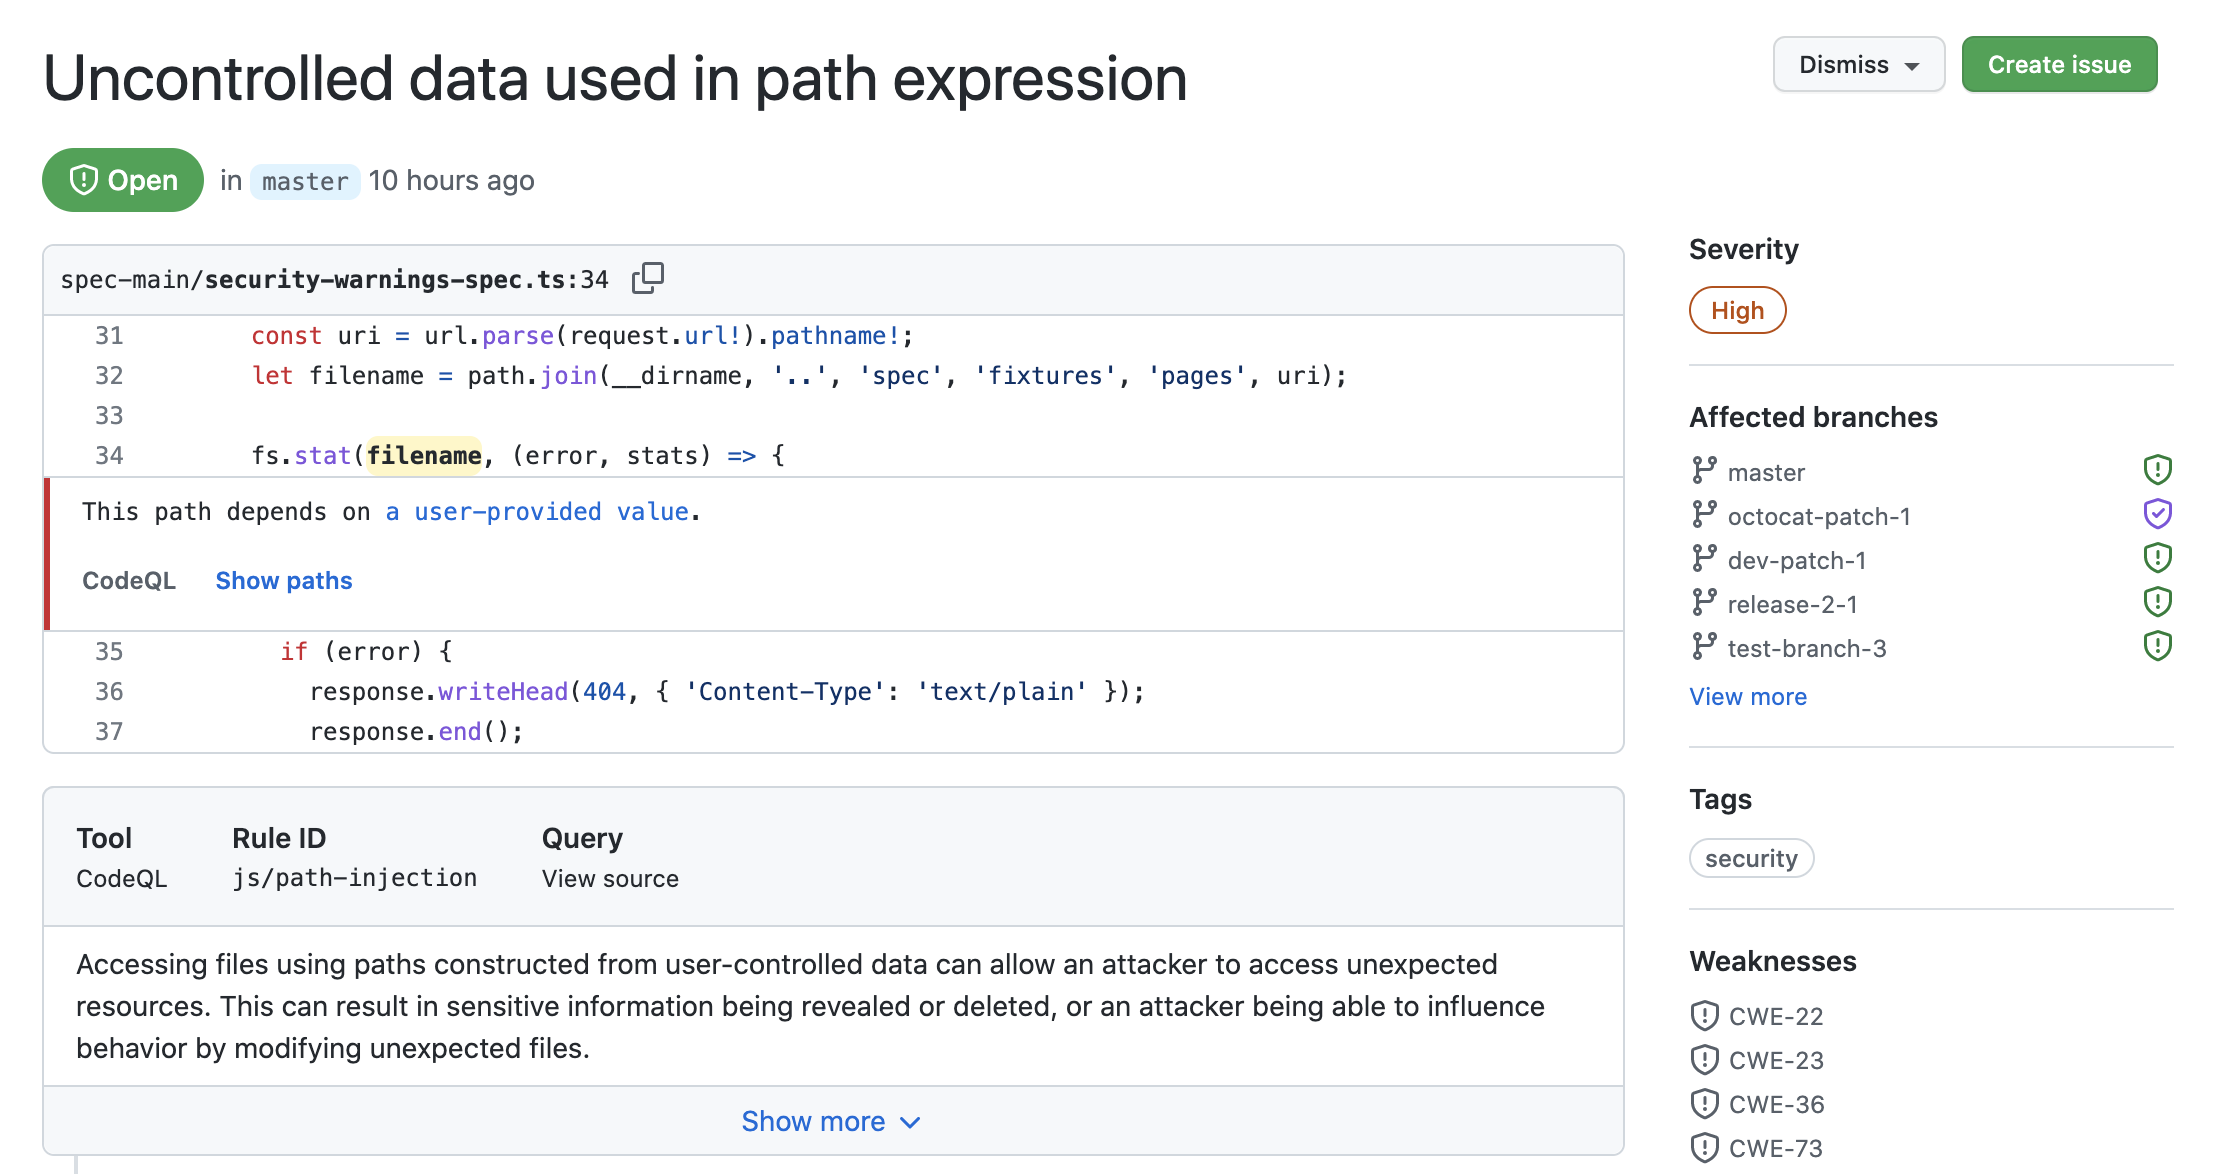 Uncontrolled data used in path expression
Dismiss
Create issue
Open in master 10 hours ago
spec-main/security-warnings-spec.ts:34
31 const uri = url.parse(request.url!).pathname!;
32 let filename = path.join(__dirname, '..', 'spec', 'fixtures', 'pages', uri);
33
34 fs.stat(filename, (error, stats) => {
This path depends on a user-provided value.
CodeQL Show paths
35 if (error) {
36 response.writeHead(404, { 'Content-Type': 'text/plain' });
37 response.end();
Tool Rule ID Query
CodeQL js/path-injection View source
Accessing files using paths constructed from user-controlled data can allow an attacker to access unexpected
resources. This can result in sensitive information being revealed or deleted, or an attacker being able to influence
behavior by modifying unexpected files.
Show more
Severity
High
Affected branches
master
octocat-patch-1
dev-patch-1
release-2-1
test-branch-3
View more
Tags
security
Weaknesses
CWE-22
CWE-23
CWE-36
CWE-73